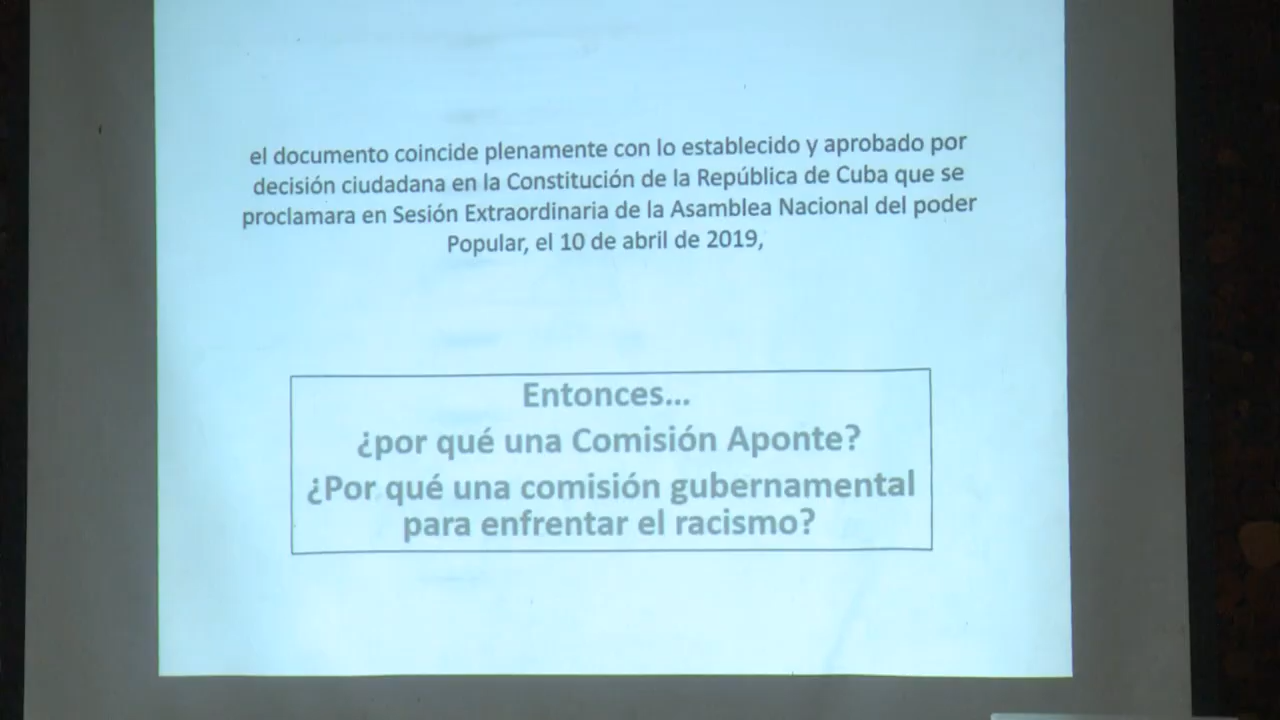 el documento coincide plenamente con lo establecido y aprobado por
decisión ciudadana en la Constitución de la República de Cuba que se
proclamara en Sesión Extraordinaria de la Asamblea Nacional del poder
Popular, el 10 de abril de 2019,
Entonces...
¿por qué una Comisión Aponte?
¿Por qué una comisión gubernamental
para enfrentar el racismo?